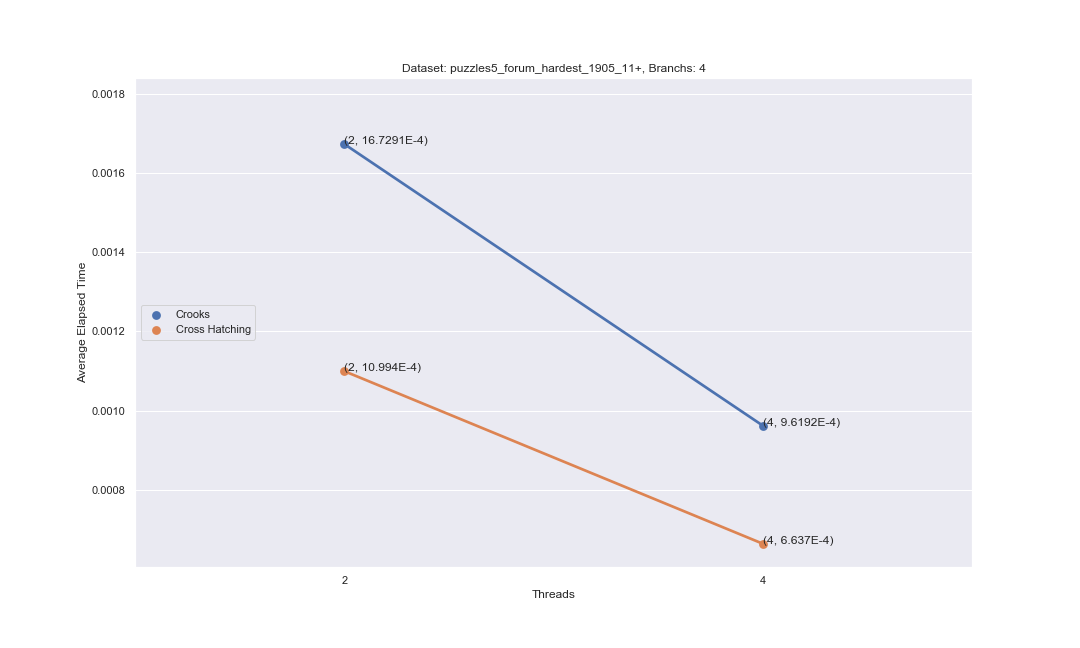 Dataset: puzzles5_forum_hardest_1905_11+, Branchs: 4
0.0018
0.0016
0.0014
0.0012
0.0010
0.0008
Average Elapsed Time
(2, 16.7291E-4)
(2, 10.994E-4)
(4, 9.6192E-4)
(4, 6.637E-4)
Crooks
Cross Hatching
2
4
Threads